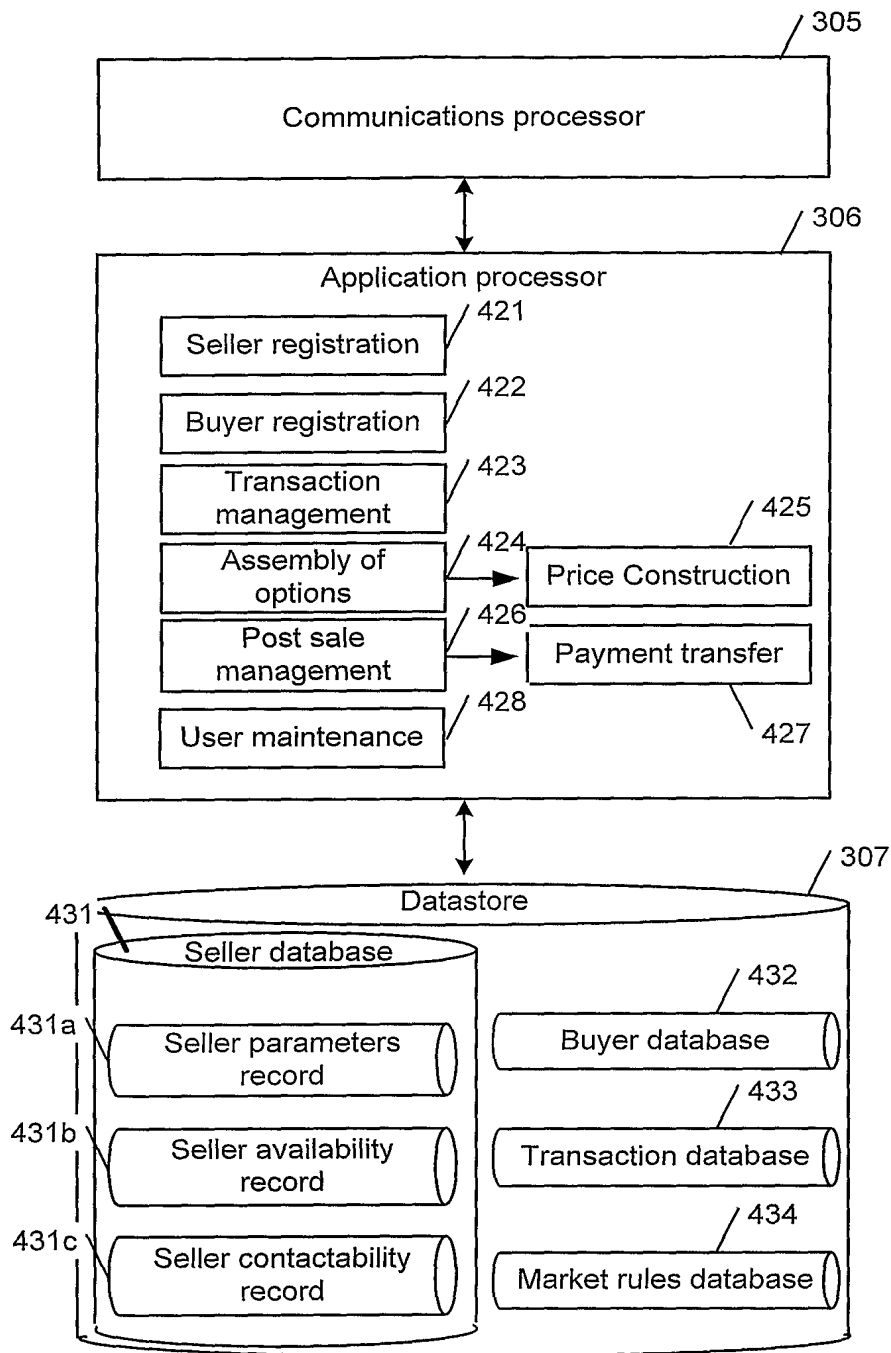 305
Communications processor
306
Application processor
421
Seller registration
422
Buyer registration
423
Transaction
management
424
Assembly of
options
425
Price Construction
426
Post sale
management
Payment transfer
427
428
User maintenance
307
Datastore
431
Seller database
431a
Seller parameters
record
431b
Seller availability
record
431c
Seller contactability
record
432
Buyer database
433
Transaction database
434
Market rules database